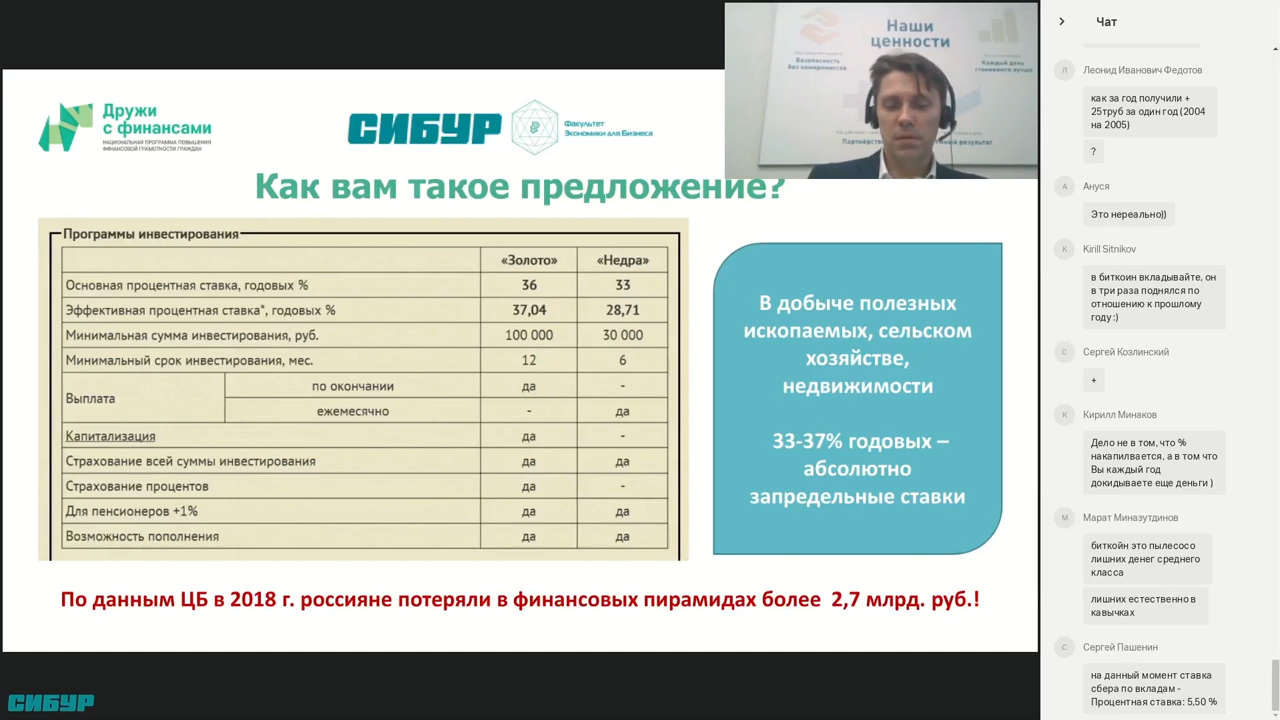 Наши
ценности
Безопасность
без компромиссов
Каждый день
становимся лучше
Дружи
с финансами
НАЦИОНАЛЬНАЯ ПРОГРАММА ПОВЫШЕНИЯ
ФИНАНСОВОЙ ГРАМОТНОСТИ ГРАЖДАН
СИБУР
Факультет
Экономики для Бизнеса
Как вам такое предложение?
Программы инвестирования
«Золото» «Недра»
Основная процентная ставка, годовых % 36 33
Эффективная процентная ставка*, годовых % 37,04 28,71
Минимальная сумма инвестирования, руб. 100 000 30 000
Минимальный срок инвестирования, мес. 12 6
Выплата по окончании да -
ежемесячно - да
Капитализация да -
Страхование всей суммы инвестирования да да
Страхование процентов да -
Для пенсионеров +1% да да
Возможность пополнения да да
В добыче полезных
ископаемых, сельском
хозяйстве,
недвижимости
33-37% годовых –
абсолютно
запредельные ставки
По данным ЦБ в 2018 г. россияне потеряли в финансовых пирамидах более 2,7 млрд. руб.!
СИБУР
Чат
Л Леонид Иванович Федотов
как за год получили +
25труб за один год (2004
на 2005)
?
А Ануся
Это нереально))
K Kirill Sitnikov
в биткоин вкладывайте, он
в три раза поднялся по
отношению к прошлому
году :)
С Сергей Козлинский
+
К Кирилл Минаков
Дело не в том, что %
накапилвается, а в том что
Вы каждый год
докидываете еще деньги )
М Марат Миназутдинов
биткойн это пылесосо
лишних денег среднего
класса
лишних естественно в
кавычках
С Сергей Пашенин
на данный момент ставка
сбера по вкладам -
Процентная ставка: 5,50 %